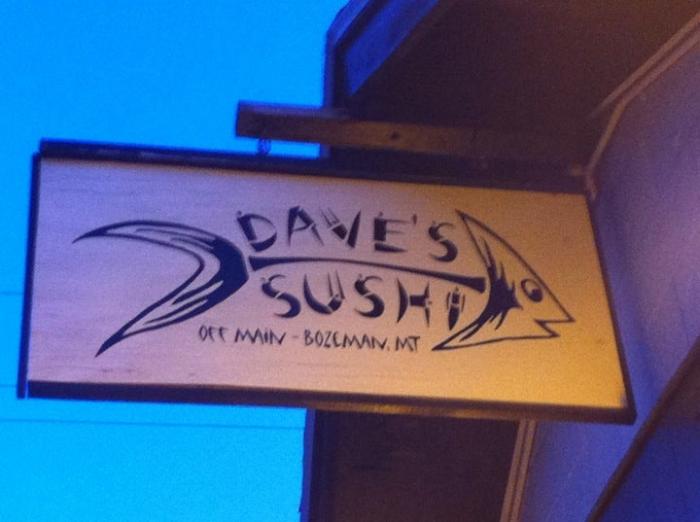 DAVE'S
SUSHI
OFF MAIN - BOZEMAN, MT